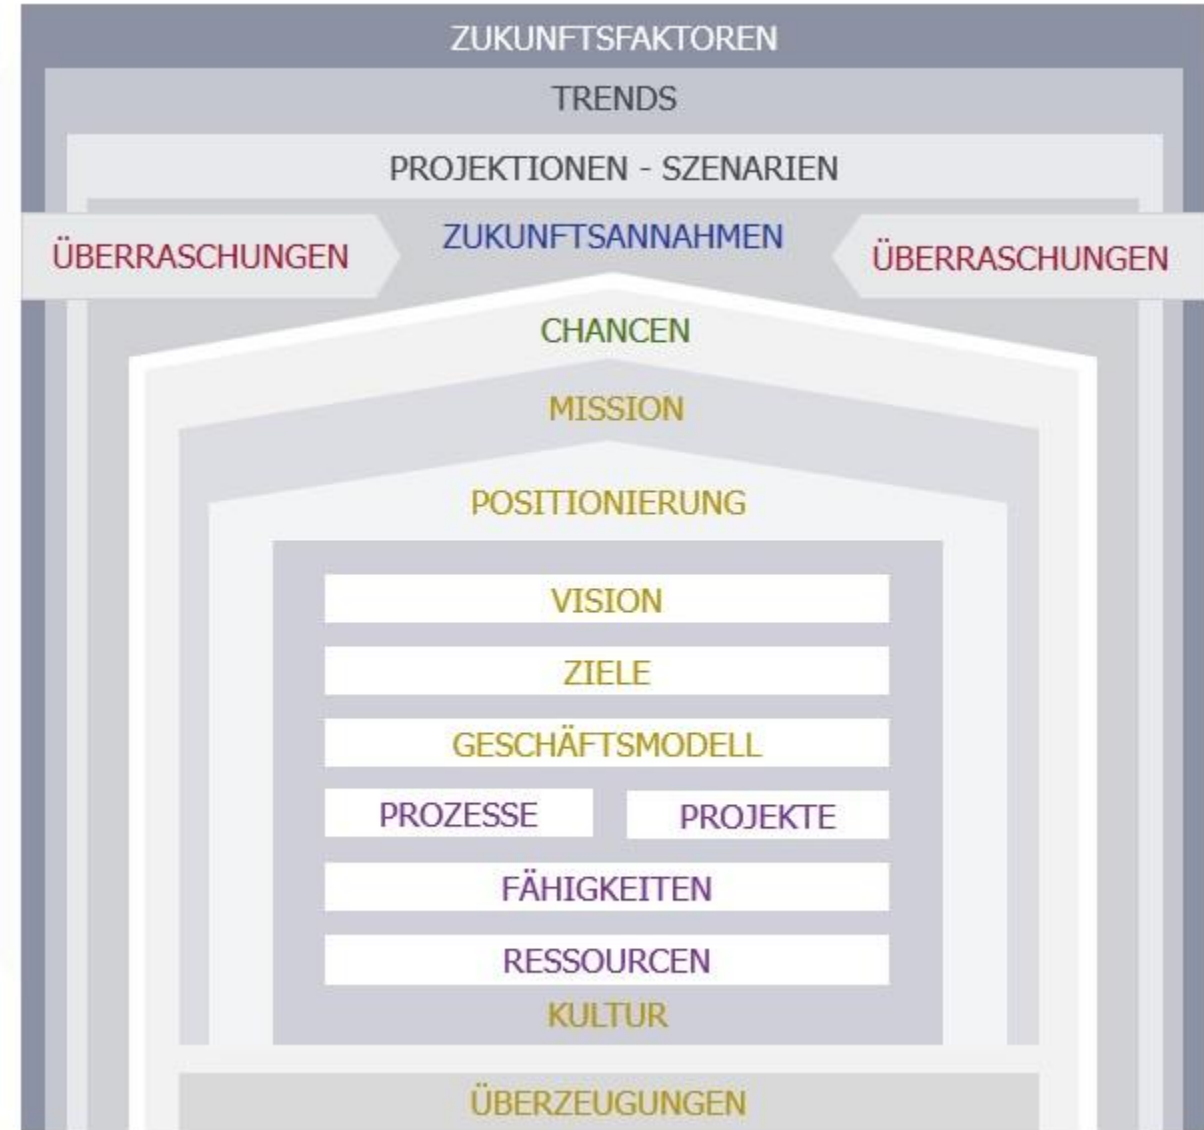 ZUKUNFTSFAKTOREN
TRENDS
PROJEKTIONEN - SZENARIEN
ÜBERRASCHUNGEN
ZUKUNFTSANNAHMEN
ÜBERRASCHUNGEN
CHANCEN
MISSION
POSITIONIERUNG
VISION
ZIELE
GESCHÄFTSMODELL
PROZESSE
PROJEKTE
FÄHIGKEITEN
RESSOURCEN
KULTUR
ÜBERZEUGUNGEN